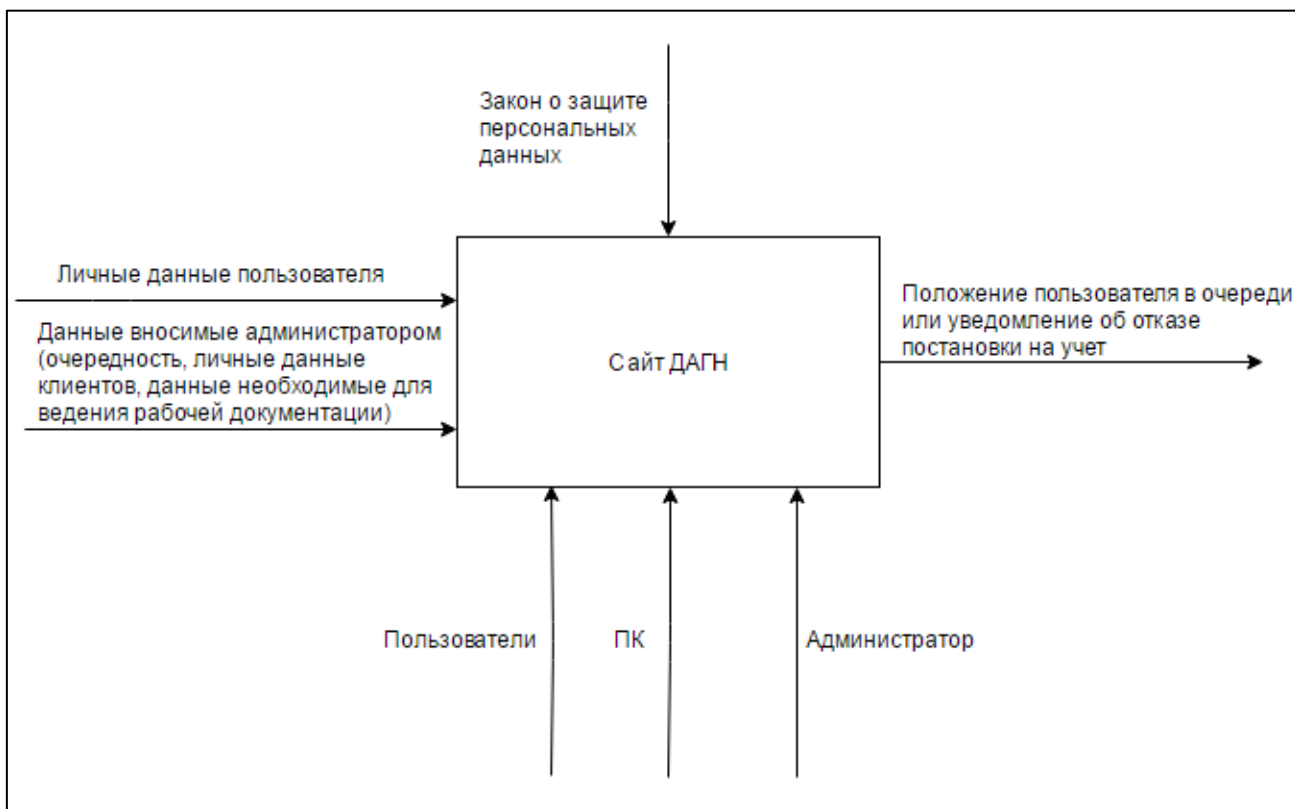 Закон о защите
персональных
данных
Личные данные пользователя
Данные вносимые администратором
(очередность, личные данные
клиентов, данные необходимые для
ведения рабочей документации)
Сайт ДАГН
Положение пользователя в очереди
или уведомление об отказе
постановки на учет
Пользователи
ПК
Администратор